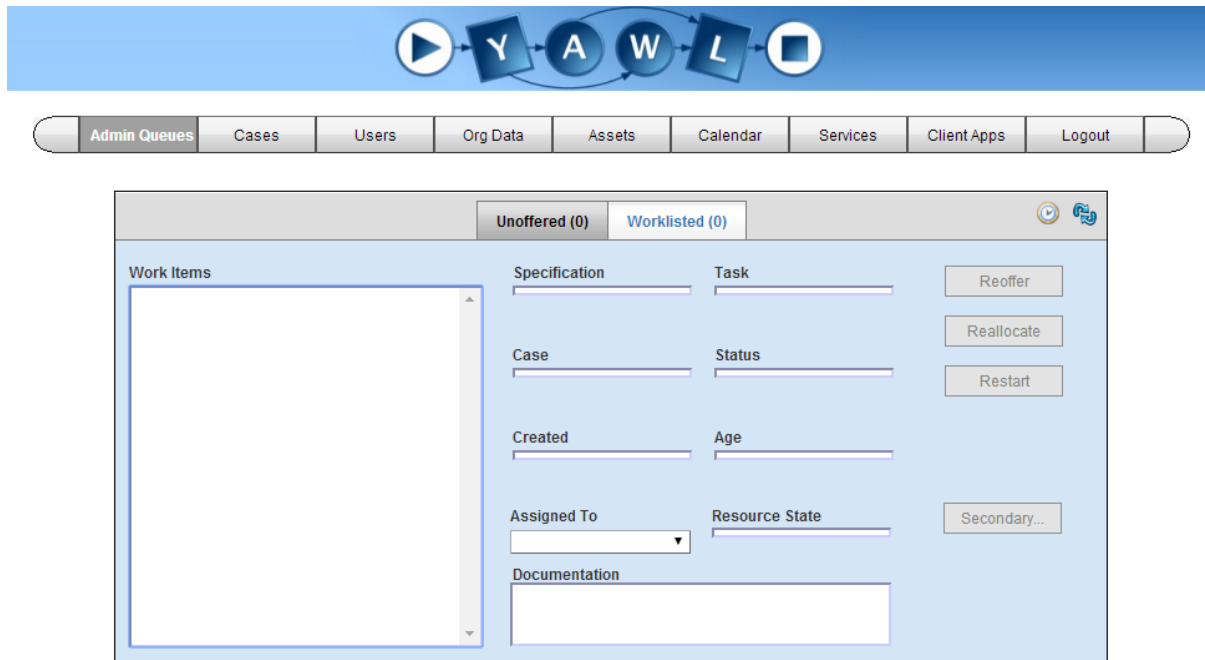 YAWL
Admin Queues Cases Users Org Data Assets Calendar Services Client Apps Logout
Unoffered (0) Worklisted (0)
Work Items
Specification Task
Reoffer
Reallocate
Case Status
Restart
Created Age
Assigned To Resource State
Secondary...
Documentation